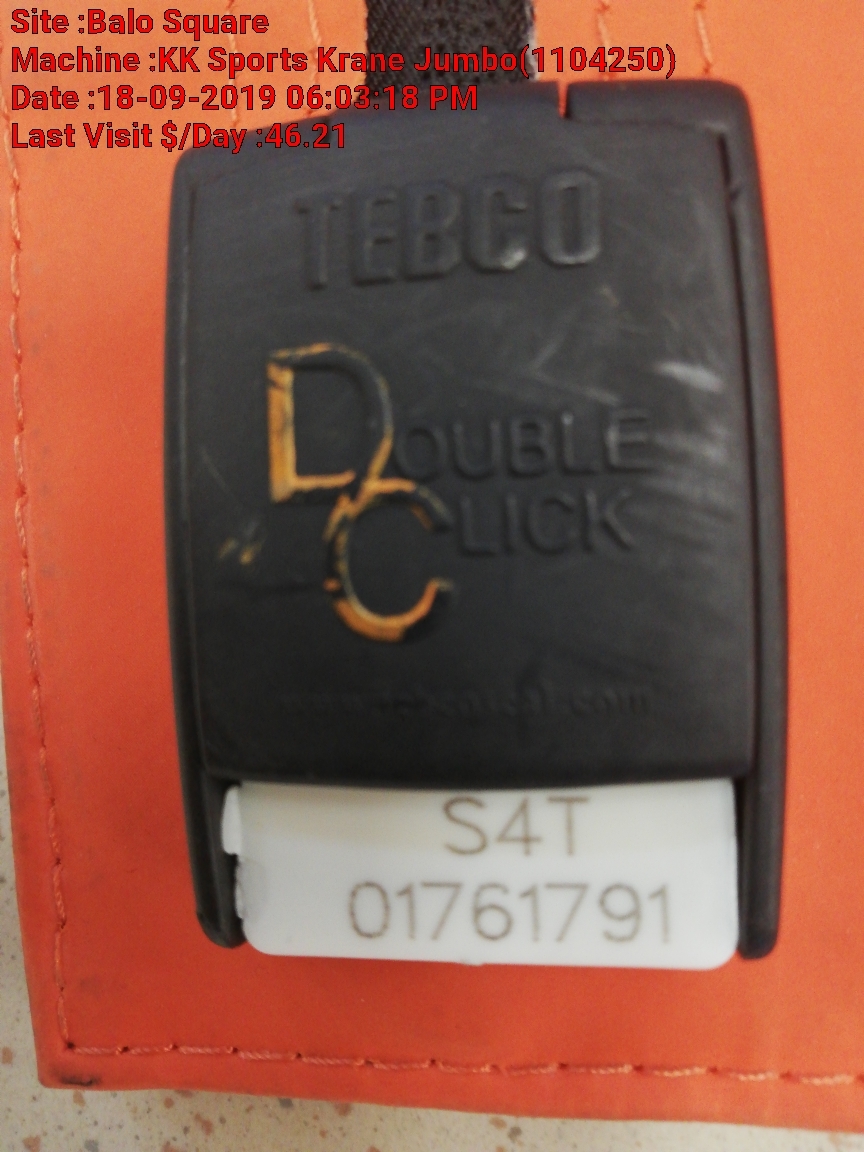 Site :Balo Square
Machine :KK Sports Krane Jumbo(1104250)
Date :18-09-2019 06:03:18 PM
Last Visit $/Day :46.21
TEBCO
DOUBLE
CLICK
S4T
01761791